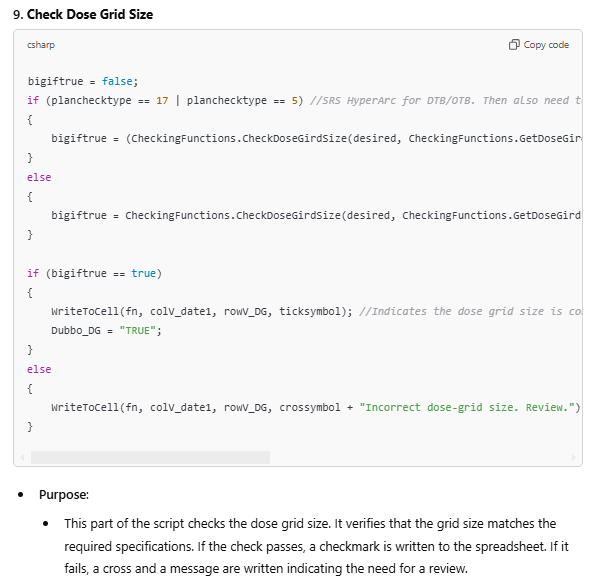 9. Check Dose Grid Size
csharp
Copy code
bigiftrue = false;
if (planchecktype == 17 | planchecktype == 5) //SRS HyperArc for DTB/OTB. Then also need t
{
bigiftrue = (CheckingFunctions.CheckDoseGirdSize(desired, CheckingFunctions.GetDoseGir
}
else
{
bigiftrue = CheckingFunctions.CheckDoseGirdSize(desired, CheckingFunctions.GetDoseGird
}
if (bigiftrue == true)
{
WriteToCell(fn, colV_date1, rowV_DG, ticksymbol); //Indicates the dose grid size is co
Dubbo_DG = "TRUE";
}
else
{
WriteToCell(fn, colV_date1, rowV_DG, crossymbol + "Incorrect dose-grid size. Review.")
}
• Purpose:
• This part of the script checks the dose grid size. It verifies that the grid size matches the
required specifications. If the check passes, a checkmark is written to the spreadsheet. If it
fails, a cross and a message are written indicating the need for a review.